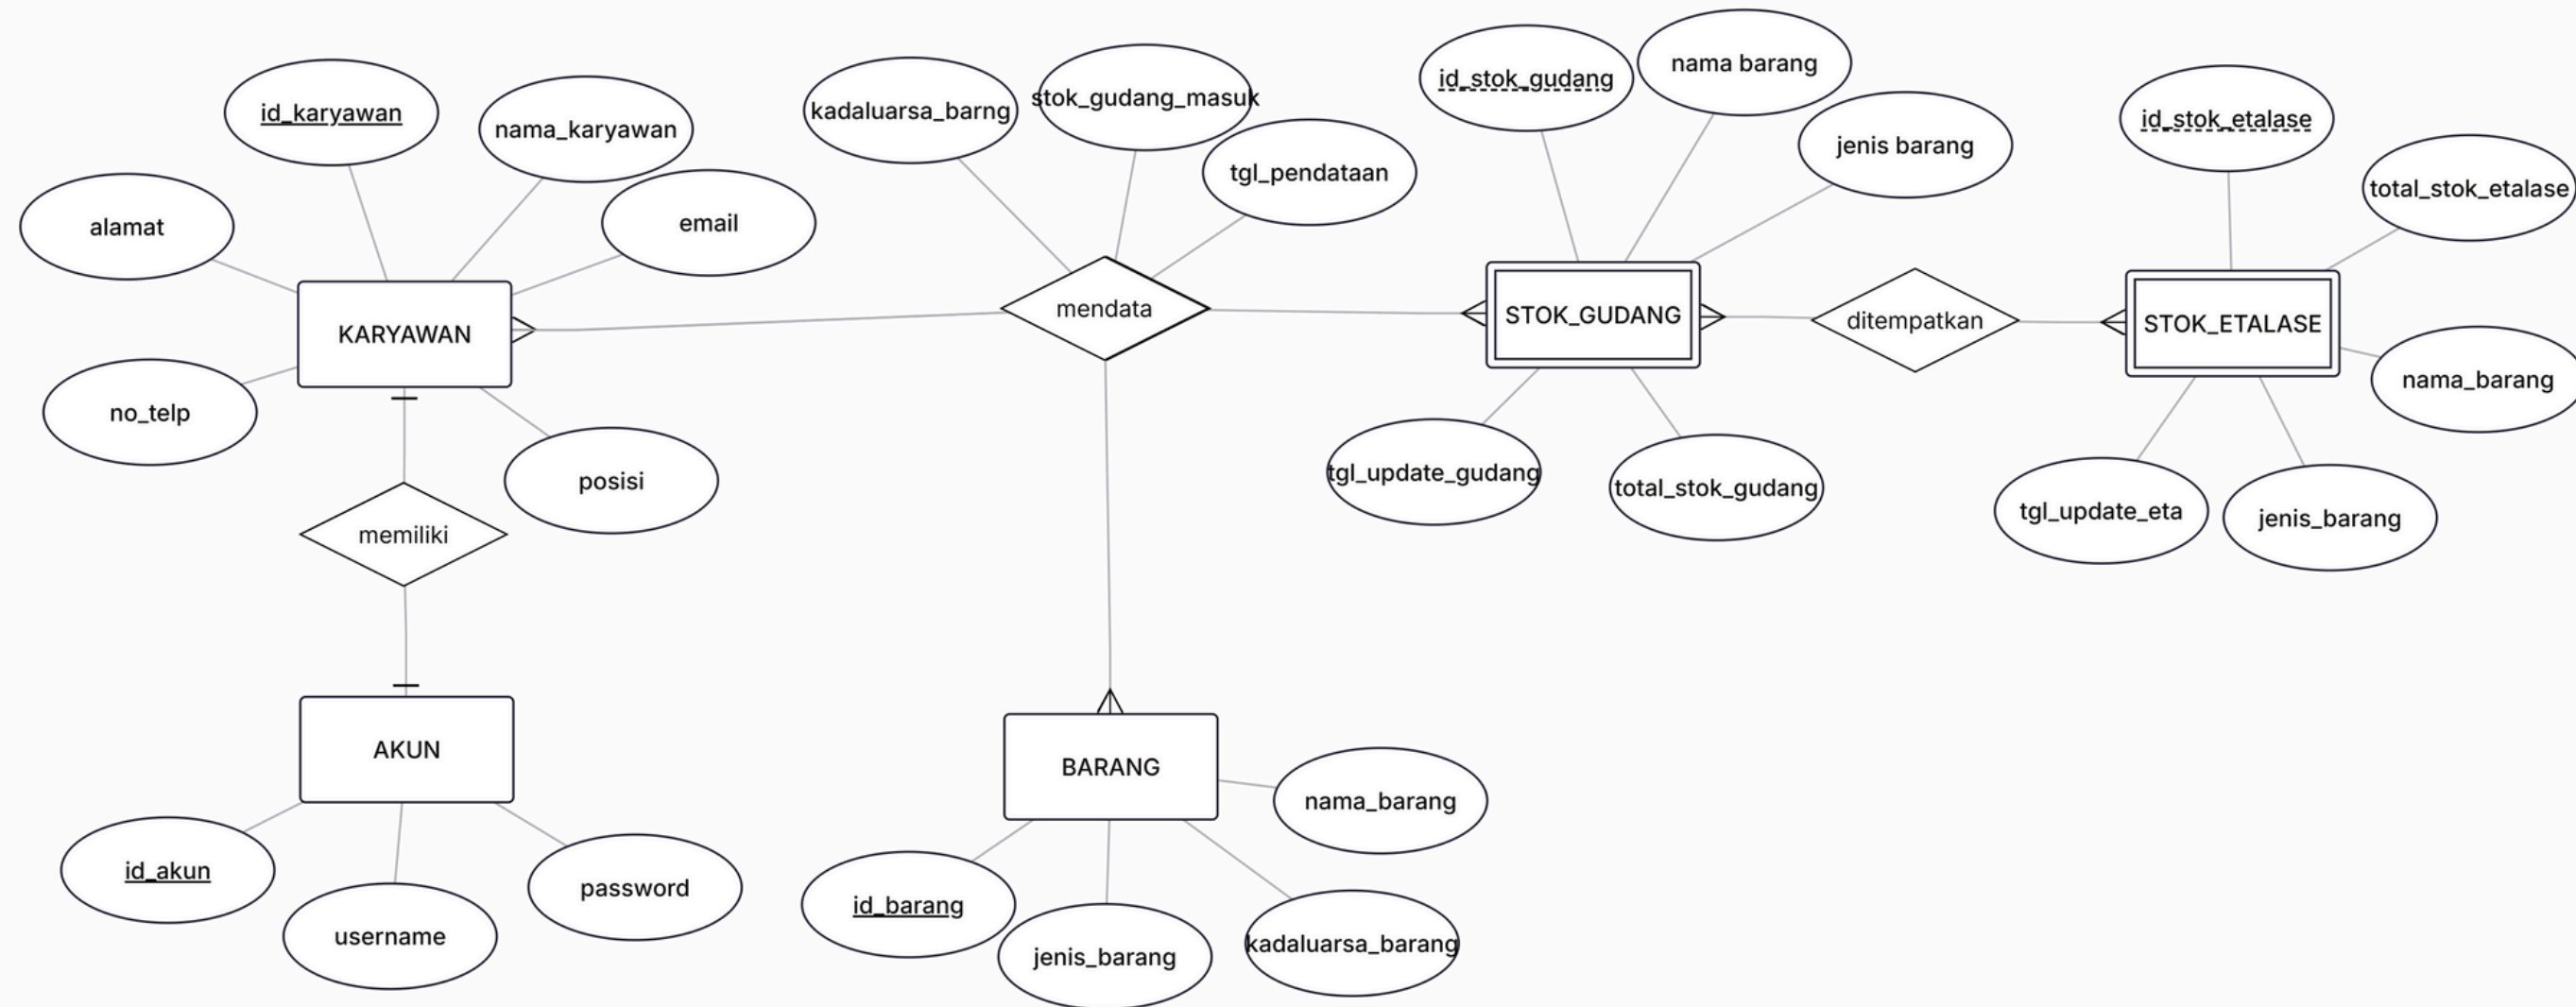 id_karyawan
nama_karyawan
alamat
email
KARYAWAN
no_telp
posisi
memiliki
AKUN
id_akun
username
password
kadaluarsa_barng
stok_gudang_masuk
tgl_pendataan
mendata
BARANG
nama_barang
id_barang
jenis_barang
kadaluarsa_barang
id_stok_gudang
nama barang
jenis barang
STOK_GUDANG
tgl_update_gudang
total_stok_gudang
ditempatkan
id_stok_etalase
total_stok_etalase
STOK_ETALASE
nama_barang
tgl_update_eta
jenis_barang